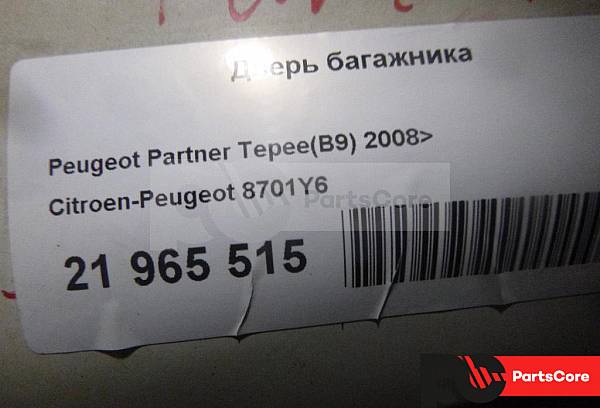 Дверь багажника
Peugeot Partner Tepee(B9) 2008>
Citroen-Peugeot 8701Y6
PartsCore
21 965 515
PartsCore